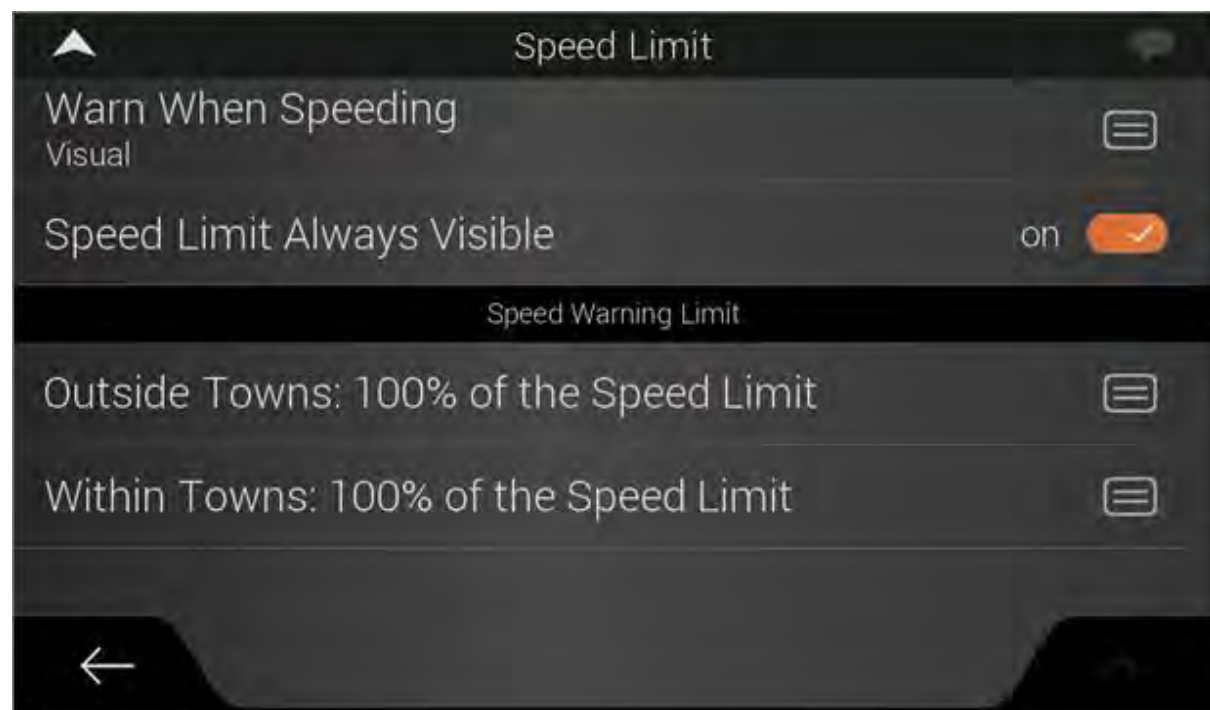 Speed Limit
Warn When Speeding
Visual
Speed Limit Always Visible
on
Speed Warning Limit
Outside Towns: 100% of the Speed Limit
Within Towns: 100% of the Speed Limit